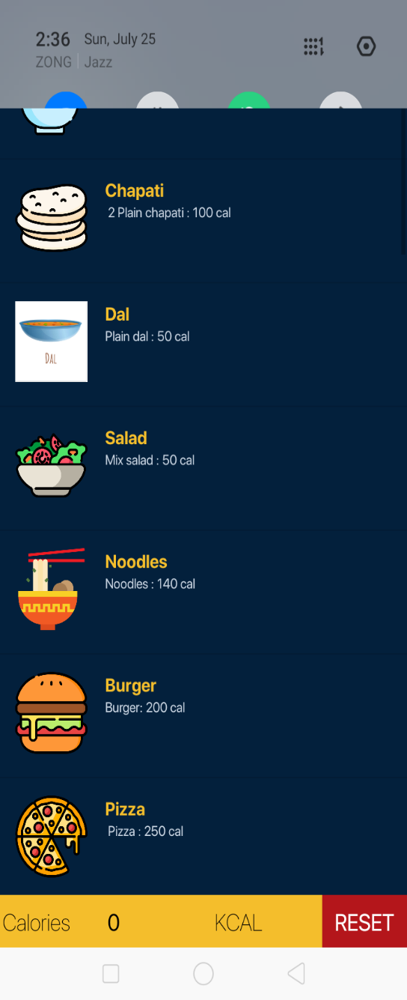 2:36 Sun, July 25
ZONG | Jazz
Chapati
2 Plain chapati : 100 cal
Dal
Plain dal : 50 cal
DAL
Salad
Mix salad : 50 cal
Noodles
Noodles : 140 cal
Burger
Burger: 200 cal
Pizza
Pizza : 250 cal
Calories 0 KCAL RESET